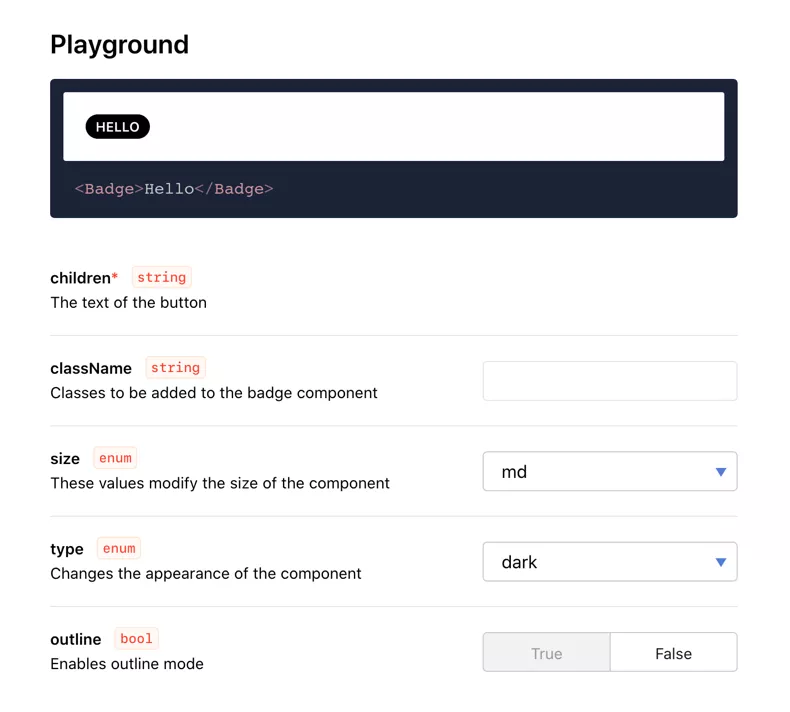 Playground
HELLO
<Badge>Hello</Badge>
children* string
The text of the button
className string
Classes to be added to the badge component
size enum
These values modify the size of the component
md
type enum
Changes the appearance of the component
dark
outline bool
Enables outline mode
True False